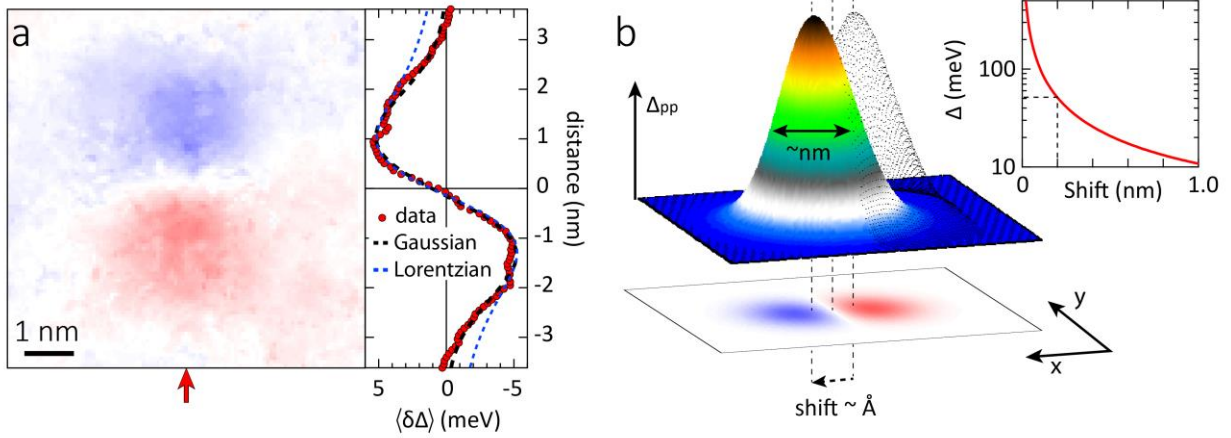 a
1 nm
3
2
1
0
-1
-2
-3
distance (nm)
data
Gaussian
Lorentzian
5
0
-5
⟨δΔ⟩ (meV)
b
Δpp
~nm
shift ~ Å
y
x
Δ (meV)
100
10
0
1.0
Shift (nm)